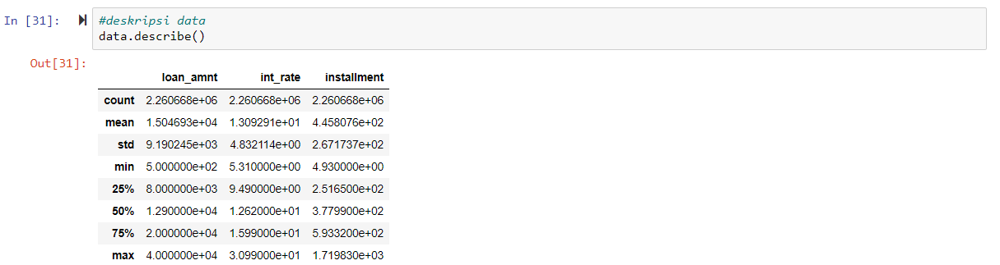 In [31]:
#deskripsi data
data.describe()
Out[31]:
loan_amnt int_rate installment
count 2.260668e+06 2.260668e+06 2.260668e+06
mean 1.504693e+04 1.309291e+01 4.458076e+02
std 9.190245e+03 4.832114e+00 2.671737e+02
min 5.000000e+02 5.310000e+00 4.930000e+00
25% 8.000000e+03 9.490000e+00 2.516500e+02
50% 1.290000e+04 1.262000e+01 3.779900e+02
75% 2.000000e+04 1.599000e+01 5.933200e+02
max 4.000000e+04 3.099000e+01 1.719830e+03